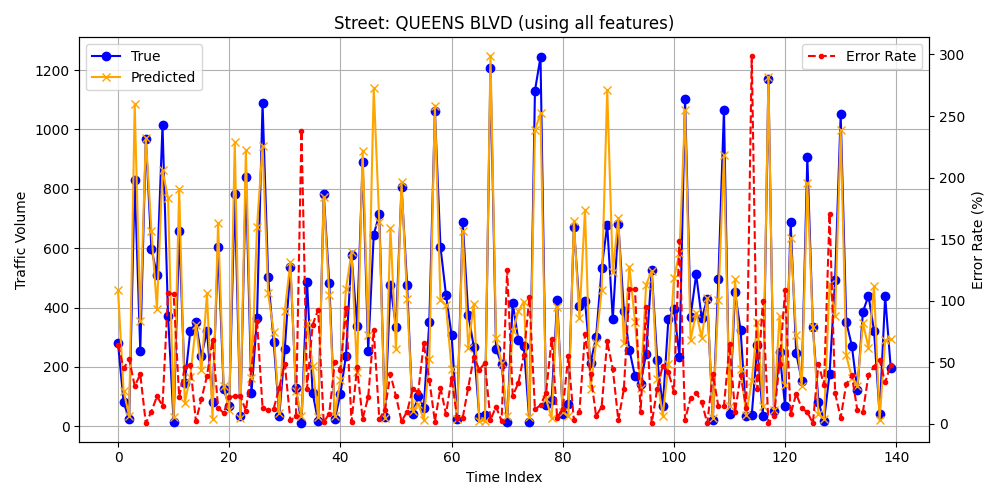 Street: QUEENS BLVD (using all features)
True
Predicted
Error Rate
Traffic Volume
0
200
400
600
800
1000
1200
Error Rate (%)
0
50
100
150
200
250
300
0 20 40 60 80 100 120 140
Time Index